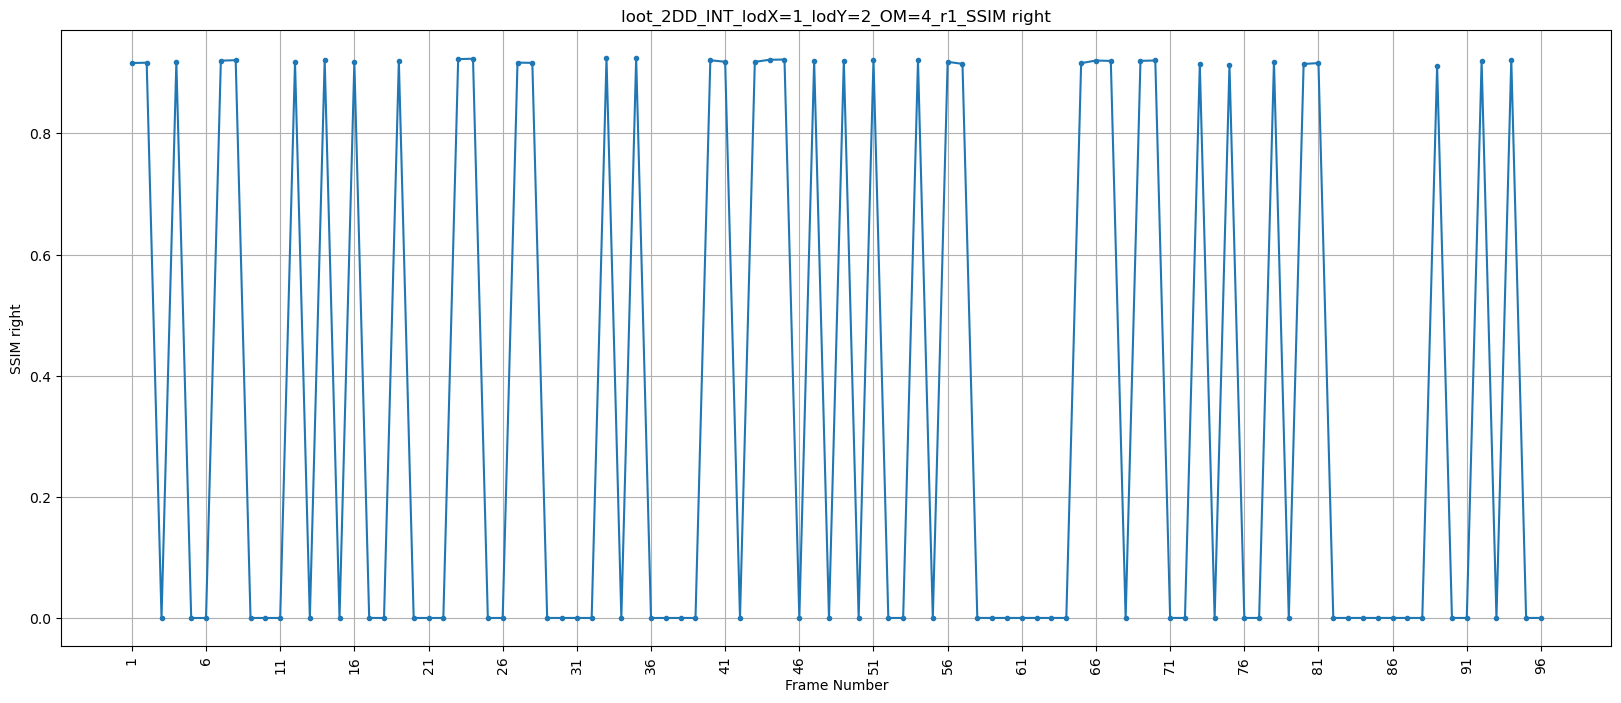 loot_2DD_INT_lodX=1_lodY=2_OM=4_r1_SSIM right
SSIM right
0.8
0.6
0.4
0.2
0.0
1 6 11 16 21 26 31 36 41 46 51 56 61 66 71 76 81 86 91 96
Frame Number